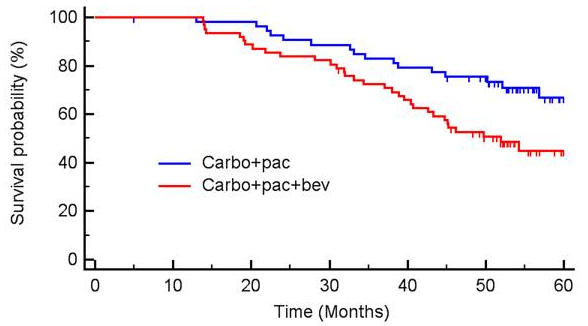 Survival probability (%)
100
80
60
40
20
0
Carbo+pac
Carbo+pac+bev
0 10 20 30 40 50 60
Time (Months)